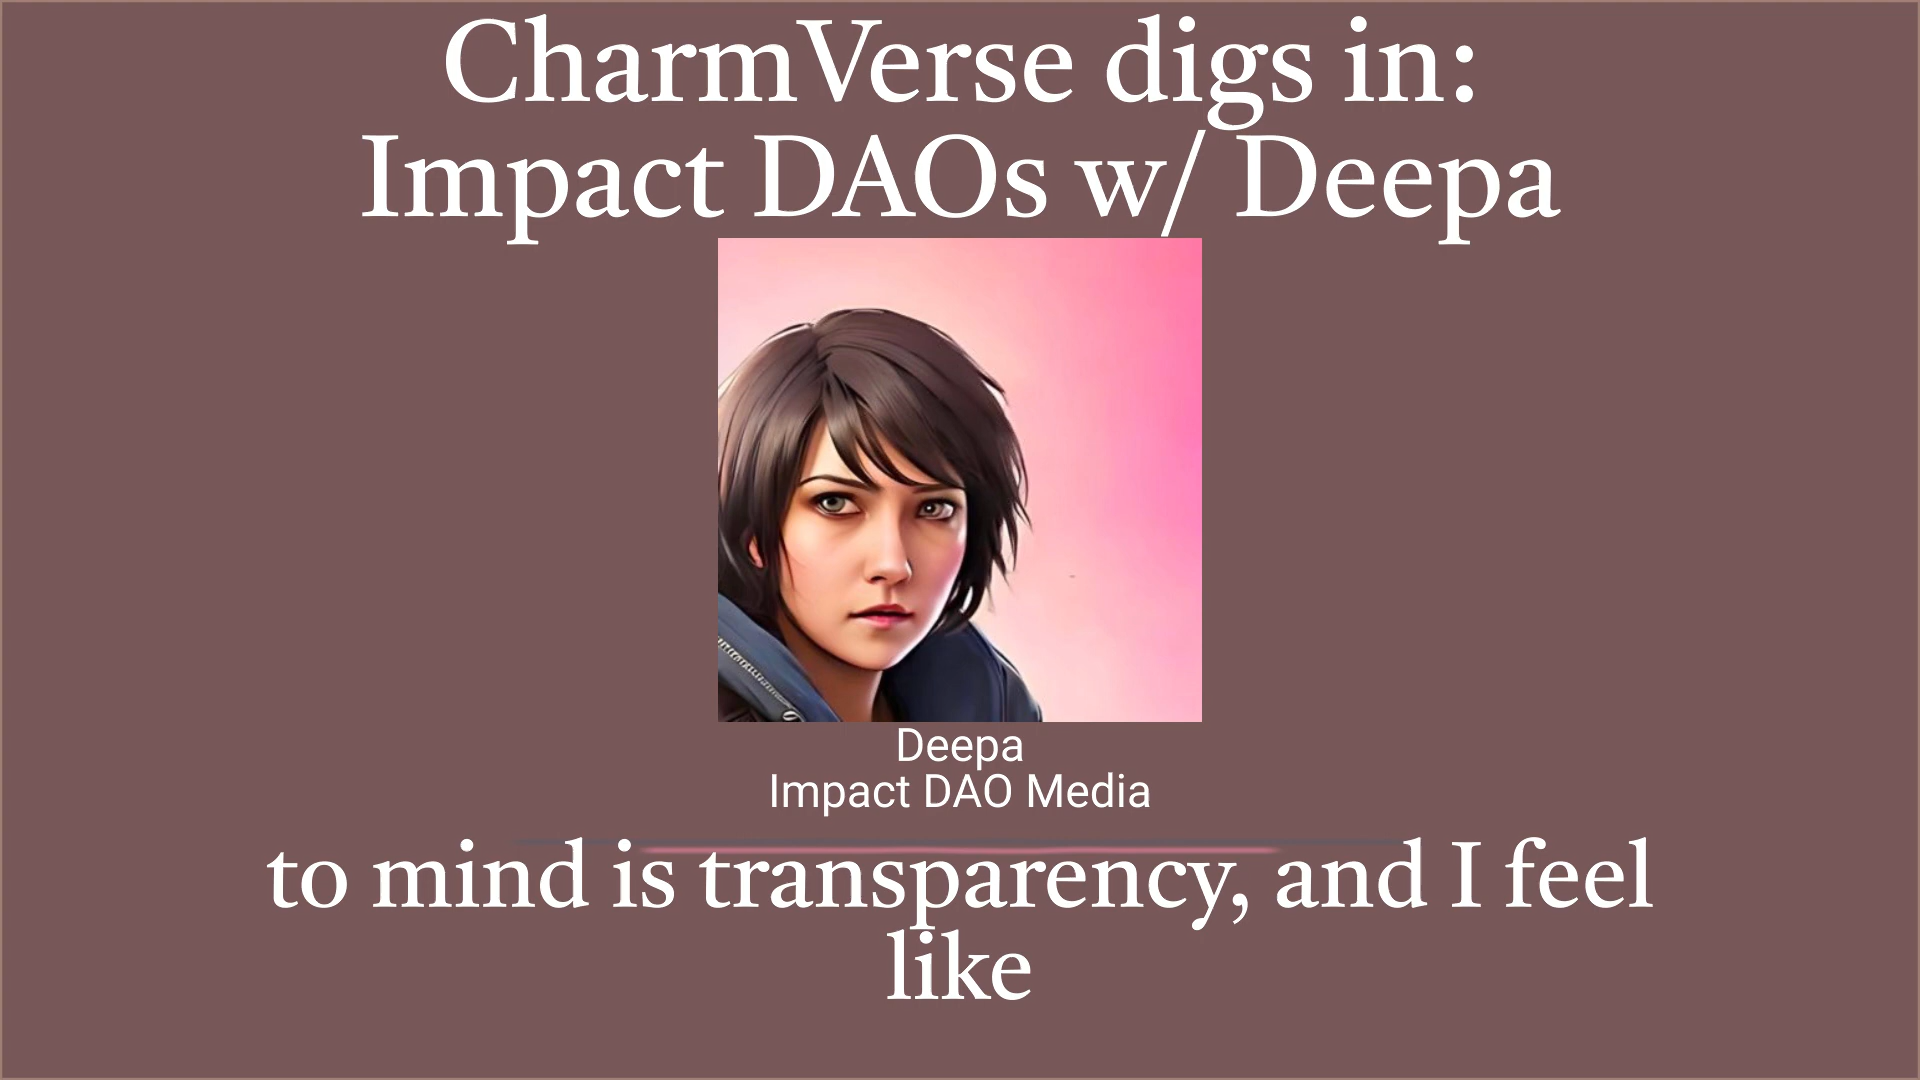 CharmVerse digs in:
Impact DAOs w/ Deepa
Deepa
Impact DAO Media
to mind is transparency, and I feel
like